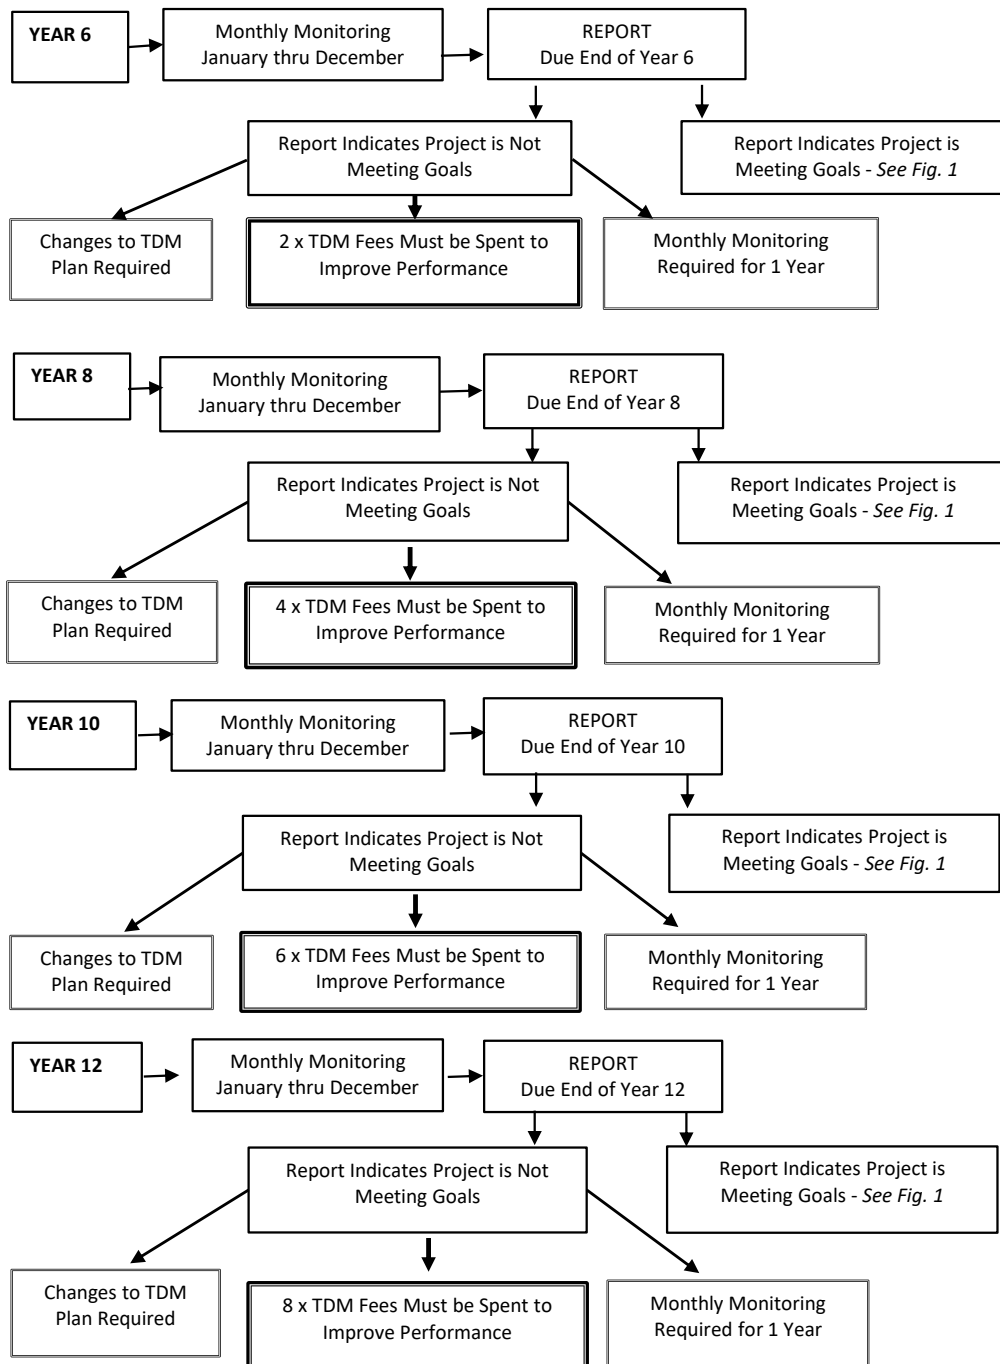 YEAR 6
Monthly Monitoring
January thru December
REPORT
Due End of Year 6
Report Indicates Project is Not
Meeting Goals
Report Indicates Project is
Meeting Goals - See Fig. 1
Changes to TDM
Plan Required
2 x TDM Fees Must be Spent to
Improve Performance
Monthly Monitoring
Required for 1 Year
YEAR 8
Monthly Monitoring
January thru December
REPORT
Due End of Year 8
Report Indicates Project is Not
Meeting Goals
Report Indicates Project is
Meeting Goals - See Fig. 1
Changes to TDM
Plan Required
4 x TDM Fees Must be Spent to
Improve Performance
Monthly Monitoring
Required for 1 Year
YEAR 10
Monthly Monitoring
January thru December
REPORT
Due End of Year 10
Report Indicates Project is Not
Meeting Goals
Report Indicates Project is
Meeting Goals - See Fig. 1
Changes to TDM
Plan Required
6 x TDM Fees Must be Spent to
Improve Performance
Monthly Monitoring
Required for 1 Year
YEAR 12
Monthly Monitoring
January thru December
REPORT
Due End of Year 12
Report Indicates Project is Not
Meeting Goals
Report Indicates Project is
Meeting Goals - See Fig. 1
Changes to TDM
Plan Required
8 x TDM Fees Must be Spent to
Improve Performance
Monthly Monitoring
Required for 1 Year